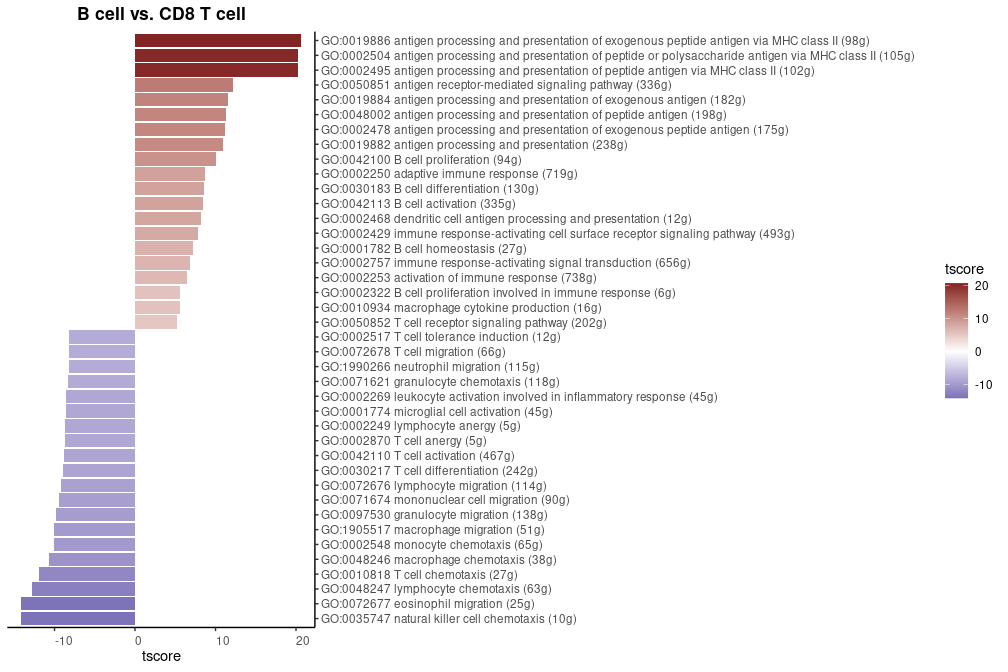 B cell vs. CD8 T cell
GO:0019886 antigen processing and presentation of exogenous peptide antigen via MHC class II (98g)
GO:0002504 antigen processing and presentation of peptide or polysaccharide antigen via MHC class II (105g)
GO:0002495 antigen processing and presentation of peptide antigen via MHC class II (102g)
GO:0050851 antigen receptor-mediated signaling pathway (336g)
GO:0019884 antigen processing and presentation of exogenous antigen (182g)
GO:0048002 antigen processing and presentation of peptide antigen (198g)
GO:0002478 antigen processing and presentation of exogenous peptide antigen (175g)
GO:0019882 antigen processing and presentation (238g)
GO:0042100 B cell proliferation (94g)
GO:0002250 adaptive immune response (719g)
GO:0030183 B cell differentiation (130g)
GO:0042113 B cell activation (335g)
GO:0002468 dendritic cell antigen processing and presentation (12g)
GO:0002429 immune response-activating cell surface receptor signaling pathway (493g)
GO:0001782 B cell homeostasis (27g)
GO:0002757 immune response-activating signal transduction (656g)
GO:0002253 activation of immune response (738g)
GO:0002322 B cell proliferation involved in immune response (6g)
GO:0010934 macrophage cytokine production (16g)
GO:0050852 T cell receptor signaling pathway (202g)
GO:0002517 T cell tolerance induction (12g)
GO:0072678 T cell migration (66g)
GO:1990266 neutrophil migration (115g)
GO:0071621 granulocyte chemotaxis (118g)
GO:0002269 leukocyte activation involved in inflammatory response (45g)
GO:0001774 microglial cell activation (45g)
GO:0002249 lymphocyte anergy (5g)
GO:0002870 T cell anergy (5g)
GO:0042110 T cell activation (467g)
GO:0030217 T cell differentiation (242g)
GO:0072676 lymphocyte migration (114g)
GO:0071674 mononuclear cell migration (90g)
GO:0097530 granulocyte migration (138g)
GO:1905517 macrophage migration (51g)
GO:0002548 monocyte chemotaxis (65g)
GO:0048246 macrophage chemotaxis (38g)
GO:0010818 T cell chemotaxis (27g)
GO:0048247 lymphocyte chemotaxis (63g)
GO:0072677 eosinophil migration (25g)
GO:0035747 natural killer cell chemotaxis (10g)
-10 0 10 20
tscore
tscore
20
10
0
-10